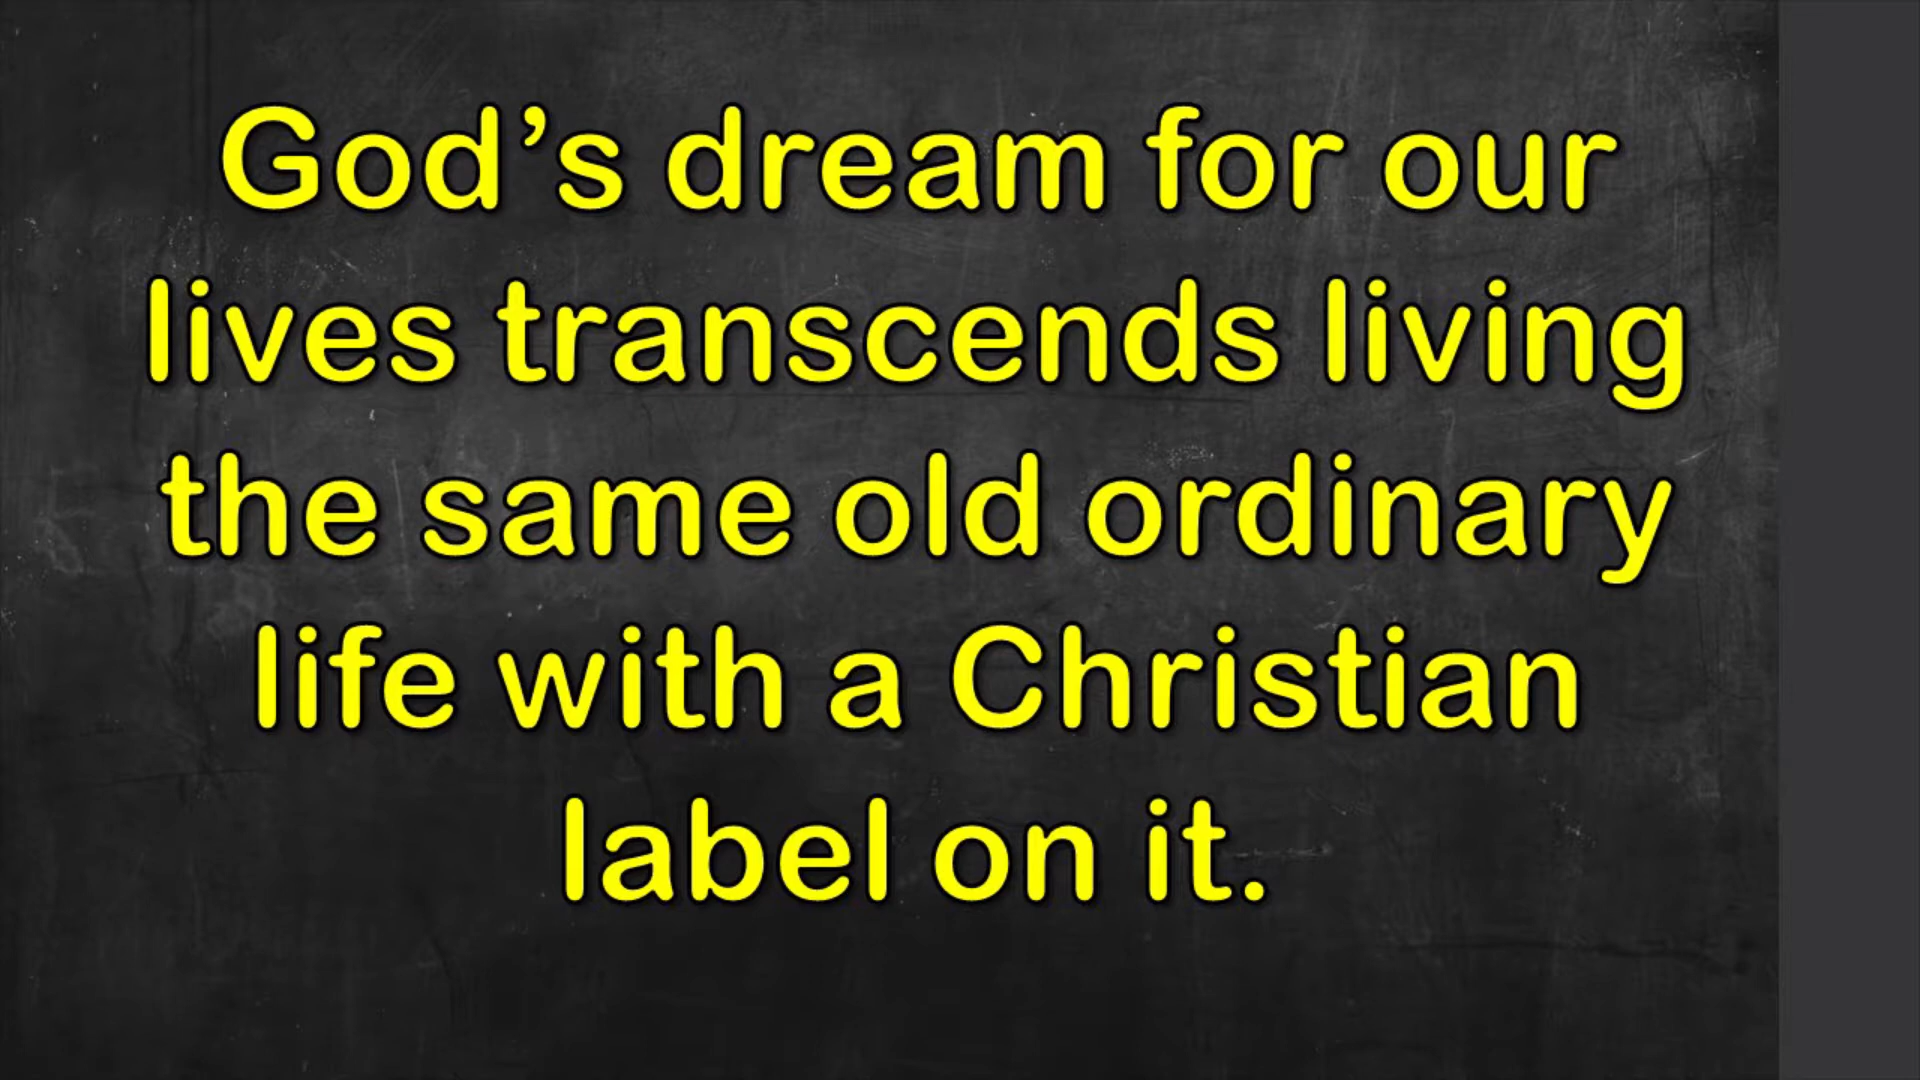 God’s dream for our
lives transcends living
the same old ordinary
life with a Christian
label on it.